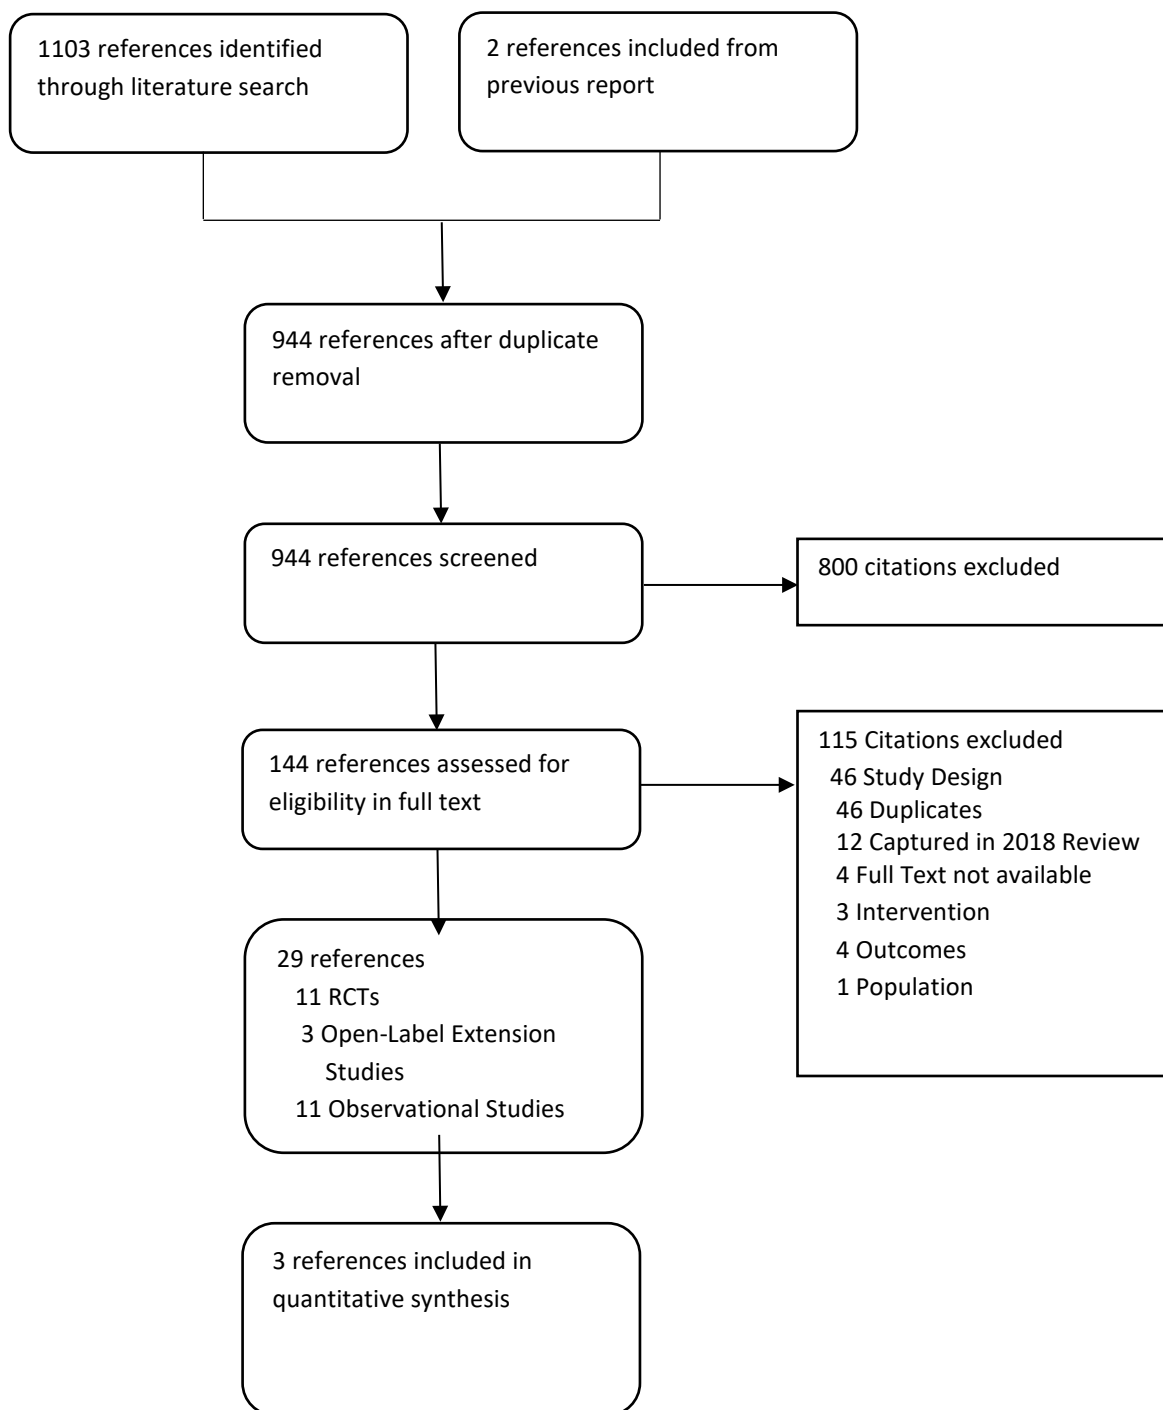 1103 references identified
through literature search
2 references included from
previous report
944 references after duplicate
removal
944 references screened
800 citations excluded
144 references assessed for
eligibility in full text
115 Citations excluded
46 Study Design
46 Duplicates
12 Captured in 2018 Review
4 Full Text not available
3 Intervention
4 Outcomes
1 Population
29 references
11 RCTs
3 Open-Label Extension
Studies
11 Observational Studies
3 references included in
quantitative synthesis